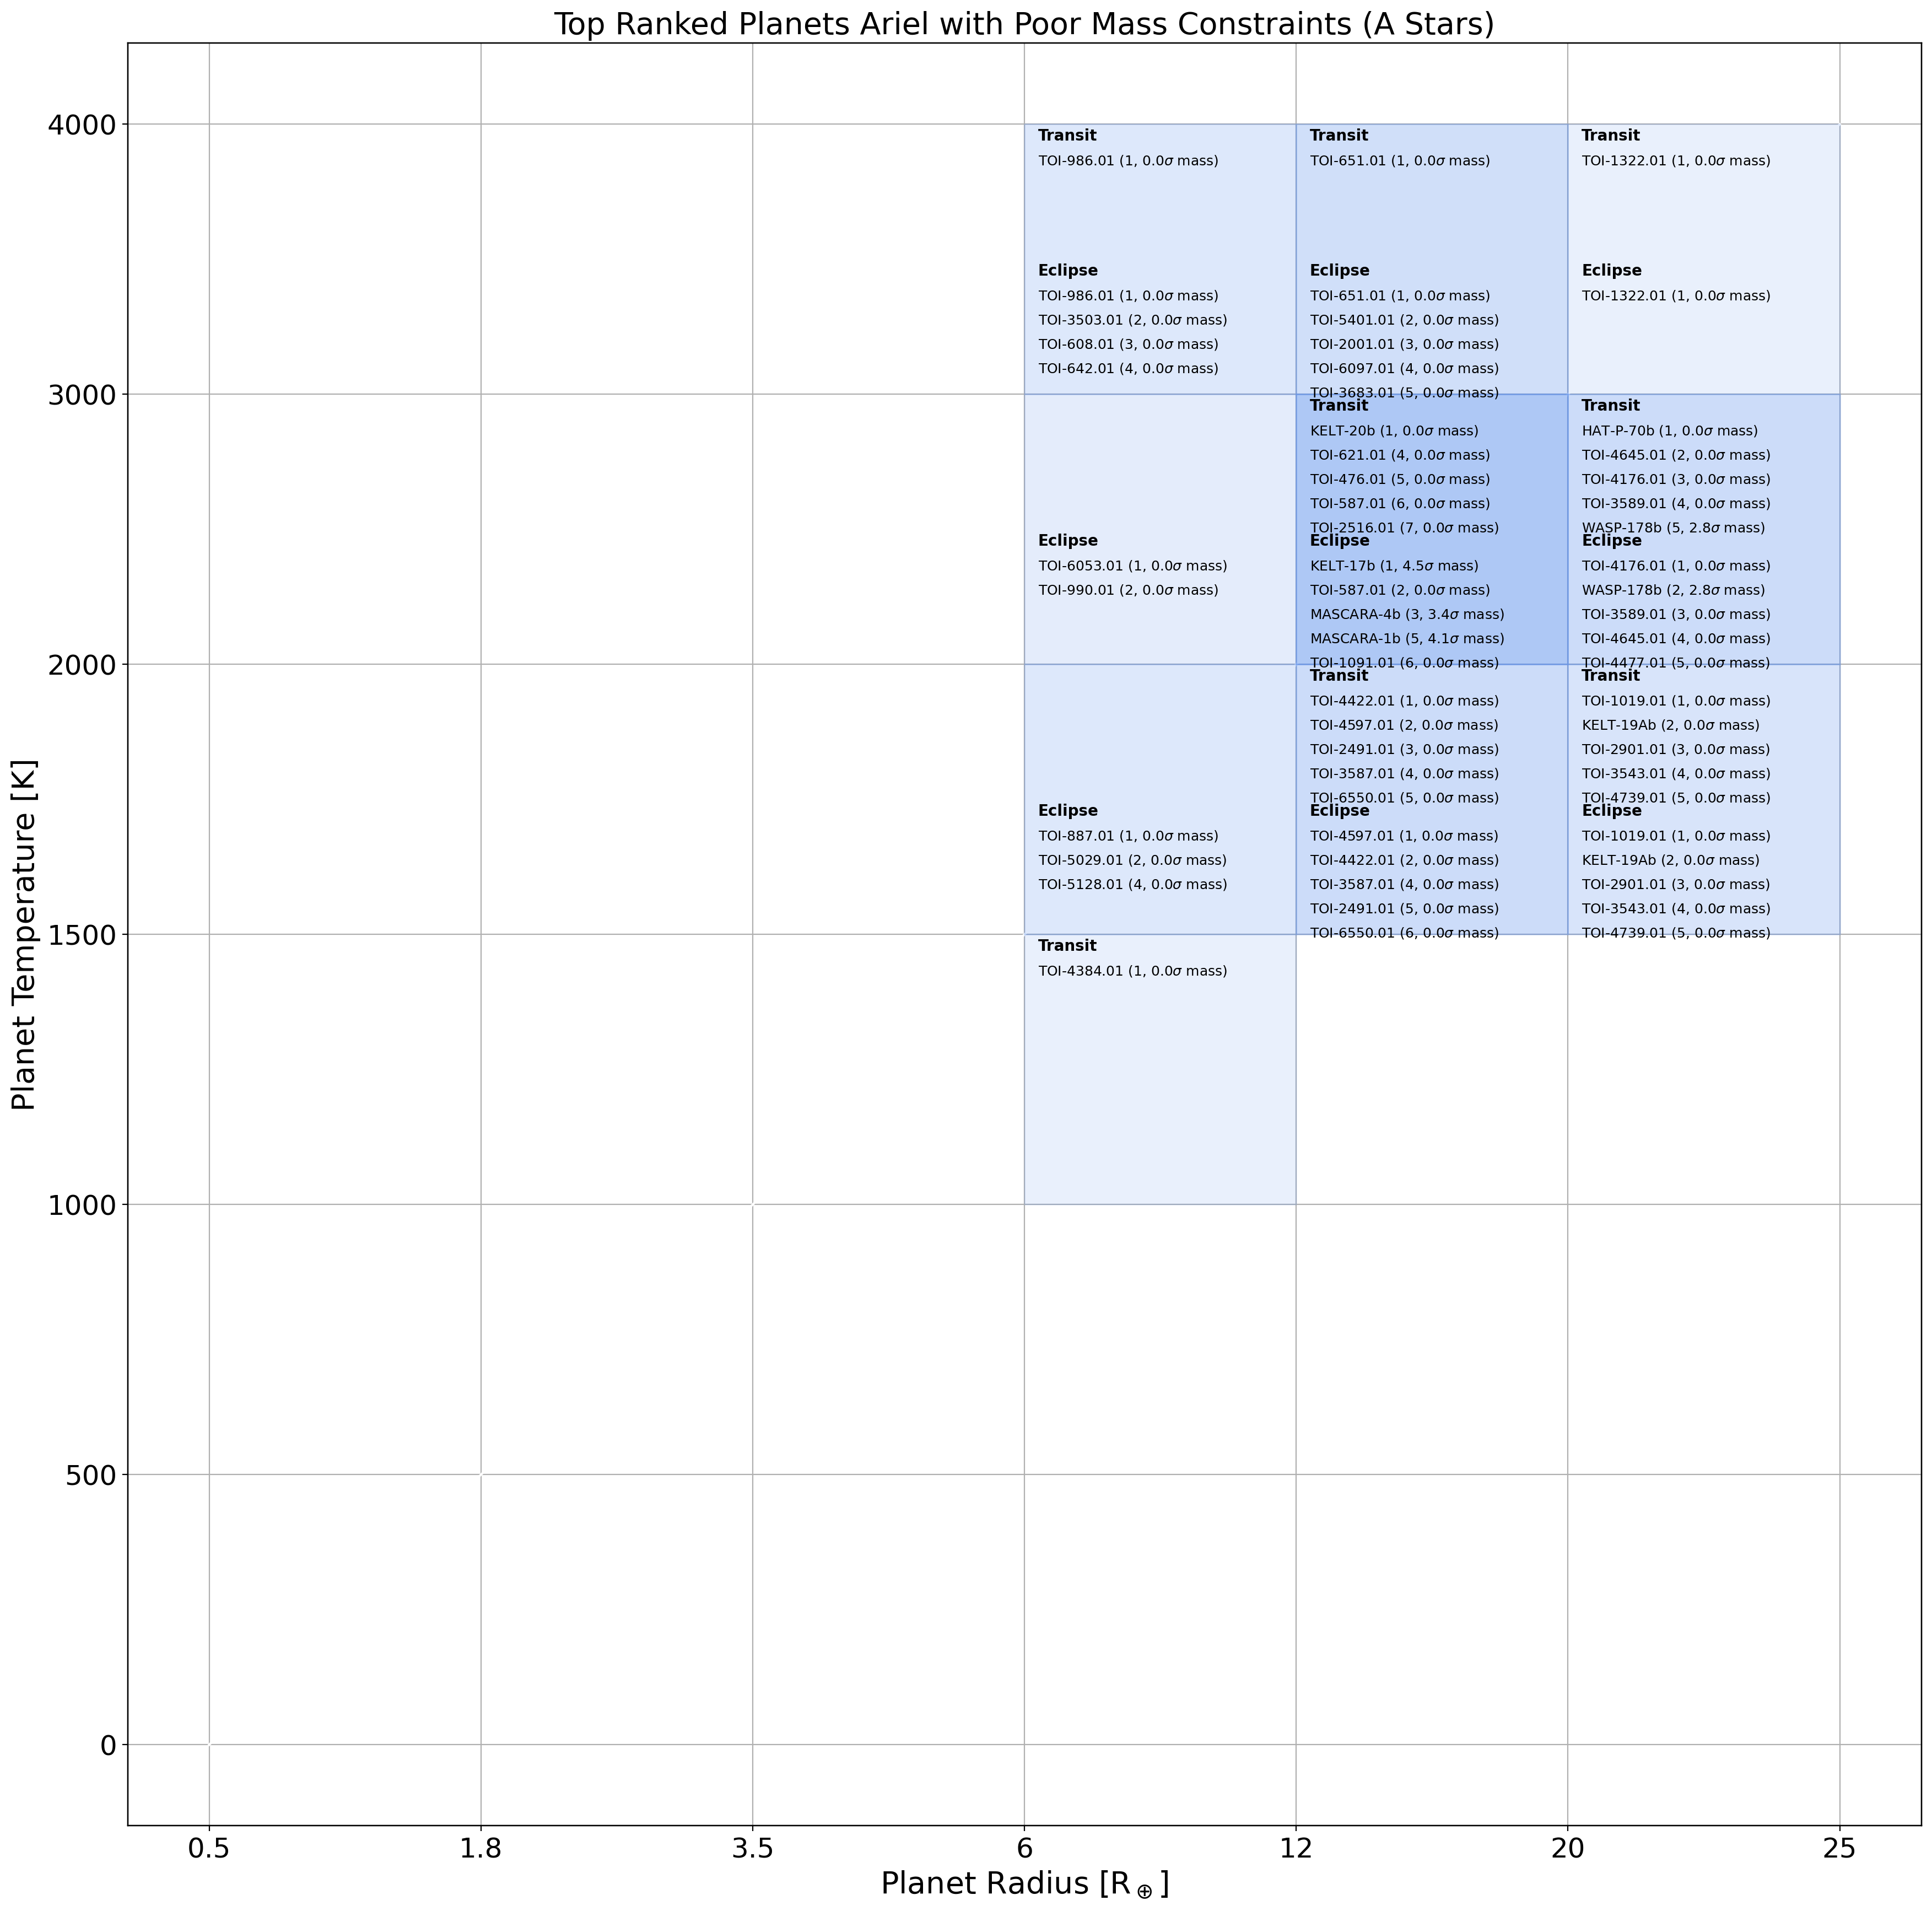 Top Ranked Planets Ariel with Poor Mass Constraints (A Stars)
Planet Temperature [K]
4000
3000
2000
1500
1000
500
0
Transit
TOI-986.01 (1, 0.0σ mass)
Eclipse
TOI-986.01 (1, 0.0σ mass)
TOI-3503.01 (2, 0.0σ mass)
TOI-608.01 (3, 0.0σ mass)
TOI-642.01 (4, 0.0σ mass)
Transit
TOI-651.01 (1, 0.0σ mass)
Eclipse
TOI-651.01 (1, 0.0σ mass)
TOI-5401.01 (2, 0.0σ mass)
TOI-2001.01 (3, 0.0σ mass)
TOI-6097.01 (4, 0.0σ mass)
TOI-3683.01 (5, 0.0σ mass)
Transit
TOI-1322.01 (1, 0.0σ mass)
Eclipse
TOI-1322.01 (1, 0.0σ mass)
Eclipse
TOI-6053.01 (1, 0.0σ mass)
TOI-990.01 (2, 0.0σ mass)
Transit
KELT-20b (1, 0.0σ mass)
TOI-621.01 (4, 0.0σ mass)
TOI-476.01 (5, 0.0σ mass)
TOI-587.01 (6, 0.0σ mass)
TOI-2516.01 (7, 0.0σ mass)
Eclipse
KELT-17b (1, 4.5σ mass)
TOI-587.01 (2, 0.0σ mass)
MASCARA-4b (3, 3.4σ mass)
MASCARA-1b (5, 4.1σ mass)
TOI-1091.01 (6, 0.0σ mass)
Transit
HAT-P-70b (1, 0.0σ mass)
TOI-4645.01 (2, 0.0σ mass)
TOI-4176.01 (3, 0.0σ mass)
TOI-3589.01 (4, 0.0σ mass)
WASP-178b (5, 2.8σ mass)
Eclipse
TOI-4176.01 (1, 0.0σ mass)
WASP-178b (2, 2.8σ mass)
TOI-3589.01 (3, 0.0σ mass)
TOI-4645.01 (4, 0.0σ mass)
TOI-4477.01 (5, 0.0σ mass)
Eclipse
TOI-887.01 (1, 0.0σ mass)
TOI-5029.01 (2, 0.0σ mass)
TOI-5128.01 (4, 0.0σ mass)
Transit
TOI-4422.01 (1, 0.0σ mass)
TOI-4597.01 (2, 0.0σ mass)
TOI-2491.01 (3, 0.0σ mass)
TOI-3587.01 (4, 0.0σ mass)
TOI-6550.01 (5, 0.0σ mass)
Eclipse
TOI-4597.01 (1, 0.0σ mass)
TOI-4422.01 (2, 0.0σ mass)
TOI-3587.01 (4, 0.0σ mass)
TOI-2491.01 (5, 0.0σ mass)
TOI-6550.01 (6, 0.0σ mass)
Transit
TOI-1019.01 (1, 0.0σ mass)
KELT-19Ab (2, 0.0σ mass)
TOI-2901.01 (3, 0.0σ mass)
TOI-3543.01 (4, 0.0σ mass)
TOI-4739.01 (5, 0.0σ mass)
Eclipse
TOI-1019.01 (1, 0.0σ mass)
KELT-19Ab (2, 0.0σ mass)
TOI-2901.01 (3, 0.0σ mass)
TOI-3543.01 (4, 0.0σ mass)
TOI-4739.01 (5, 0.0σ mass)
Transit
TOI-4384.01 (1, 0.0σ mass)
0.5 1.8 3.5 6 12 20 25
Planet Radius [R⊕]